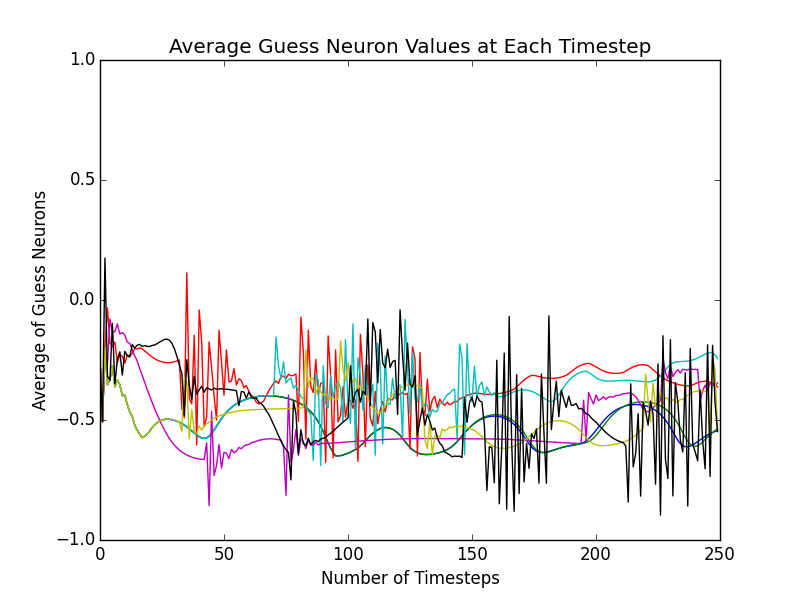 Average Guess Neuron Values at Each Timestep
1.0
0.5
0.0
−0.5
−1.0
Average of Guess Neurons
0 50 100 150 200 250
Number of Timesteps